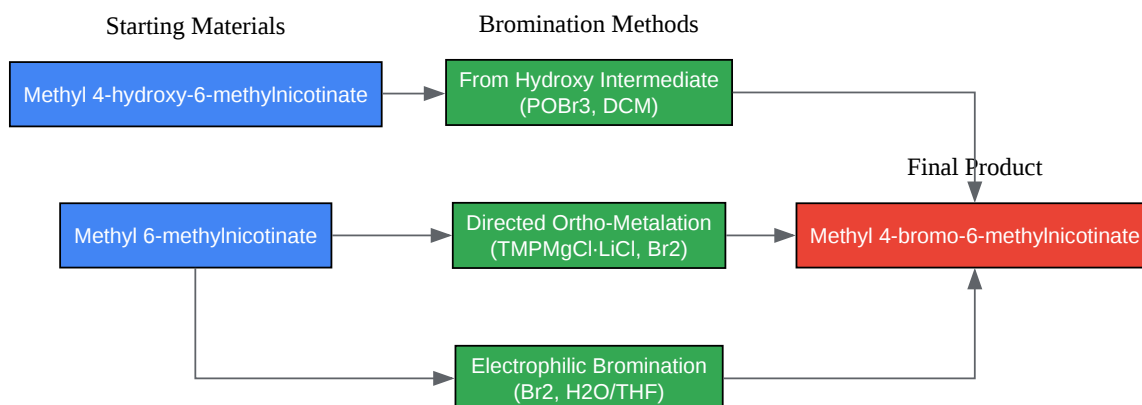 Starting Materials
Bromination Methods
Methyl 4-hydroxy-6-methylnicotinate
From Hydroxy Intermediate
(POBr3, DCM)
Final Product
Methyl 6-methylnicotinate
Directed Ortho-Metalation
(TMPMgCl·LiCl, Br2)
Methyl 4-bromo-6-methylnicotinate
Electrophilic Bromination
(Br2, H2O/THF)